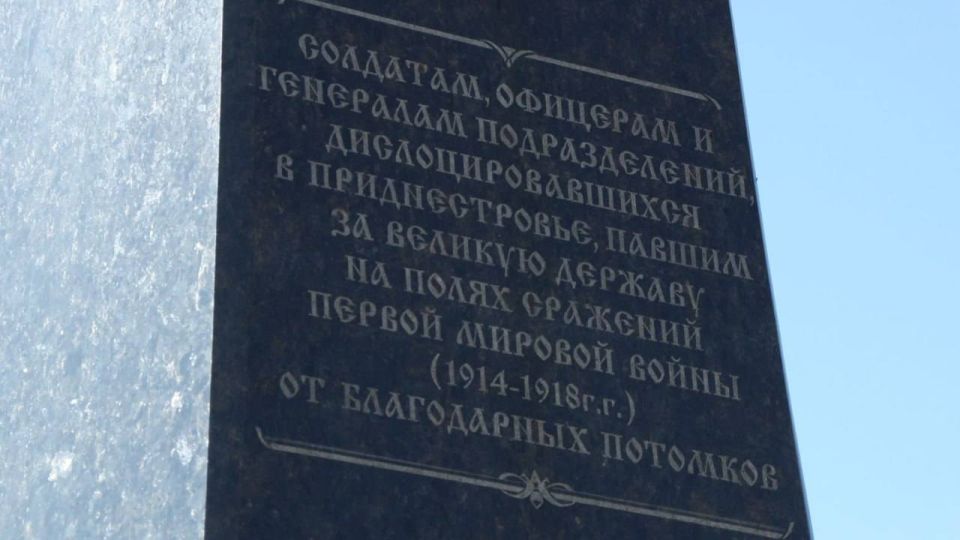 СОЛДАТАМ, ОФИЦЕРАМ И
ГЕНЕРАЛАМ ПОДРАЗДЕЛЕНИЙ,
ДИСЛОЦИРОВАВШИХСЯ
В ПРИДНЕСТРОВЬЕ, ПАВШИМ
ЗА ВЕЛИКУЮ ДЕРЖАВУ
НА ПОЛЯХ СРАЖЕНИЙ
ПЕРВОЙ МИРОВОЙ ВОЙНЫ
(1914-1918г.г.)
ОТ БЛАГОДАРНЫХ ПОТОМКОВ